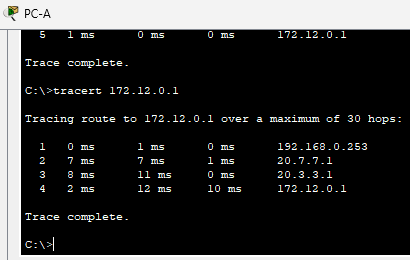 PC-A
5 1 ms 0 ms 0 ms 172.12.0.1
Trace complete.
C:\>tracert 172.12.0.1
Tracing route to 172.12.0.1 over a maximum of 30 hops:
1 0 ms 1 ms 0 ms 192.168.0.253
2 7 ms 7 ms 1 ms 20.7.7.1
3 8 ms 11 ms 0 ms 20.3.3.1
4 2 ms 12 ms 10 ms 172.12.0.1
Trace complete.
C:\>